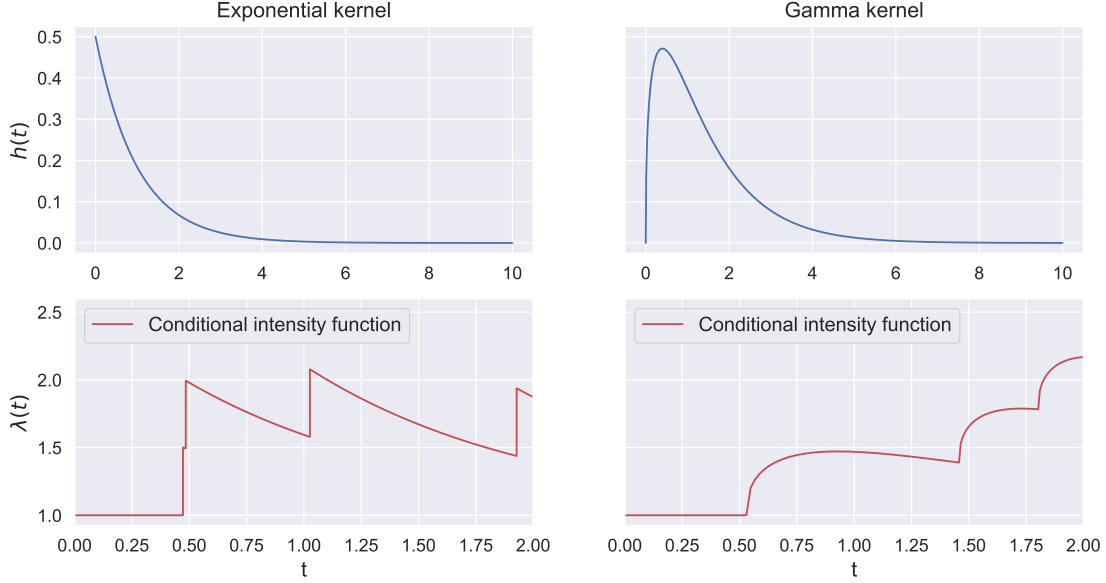 Exponential kernel
Gamma kernel
h(t)
0.5
0.4
0.3
0.2
0.1
0.0
0 2 4 6 8 10
0 2 4 6 8 10
λ(t)
2.5
2.0
1.5
1.0
Conditional intensity function
Conditional intensity function
0.00 0.25 0.50 0.75 1.00 1.25 1.50 1.75 2.00
0.00 0.25 0.50 0.75 1.00 1.25 1.50 1.75 2.00
t
t